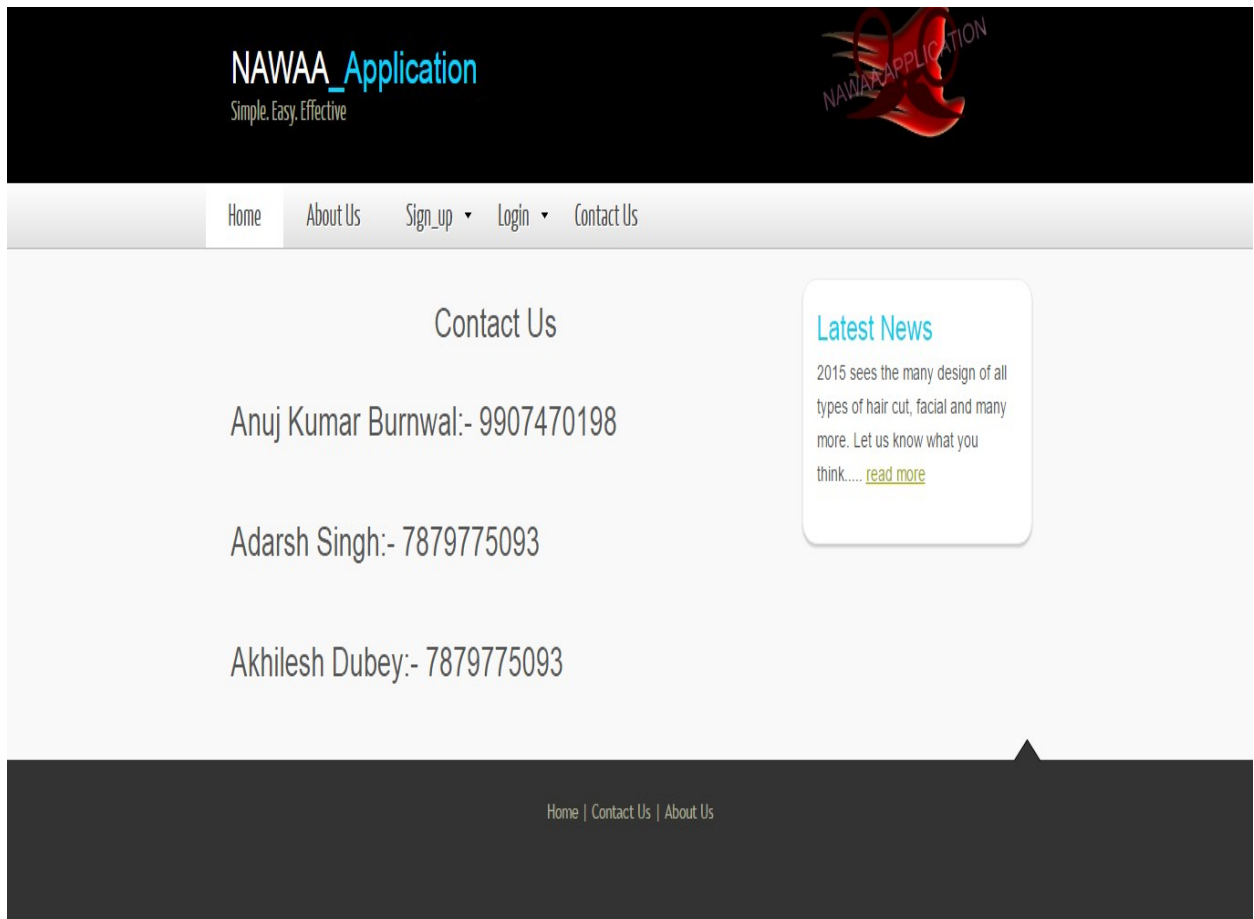 NAWAA_Application
Simple. Easy. Effective
NAWAAAPPLICATION
Home About Us Sign_up Login Contact Us
Contact Us
Anuj Kumar Burnwal:- 9907470198
Adarsh Singh:- 7879775093
Akhilesh Dubey:- 7879775093
Latest News
2015 sees the many design of all
types of hair cut, facial and many
more. Let us know what you
think..... read more
Home | Contact Us | About Us